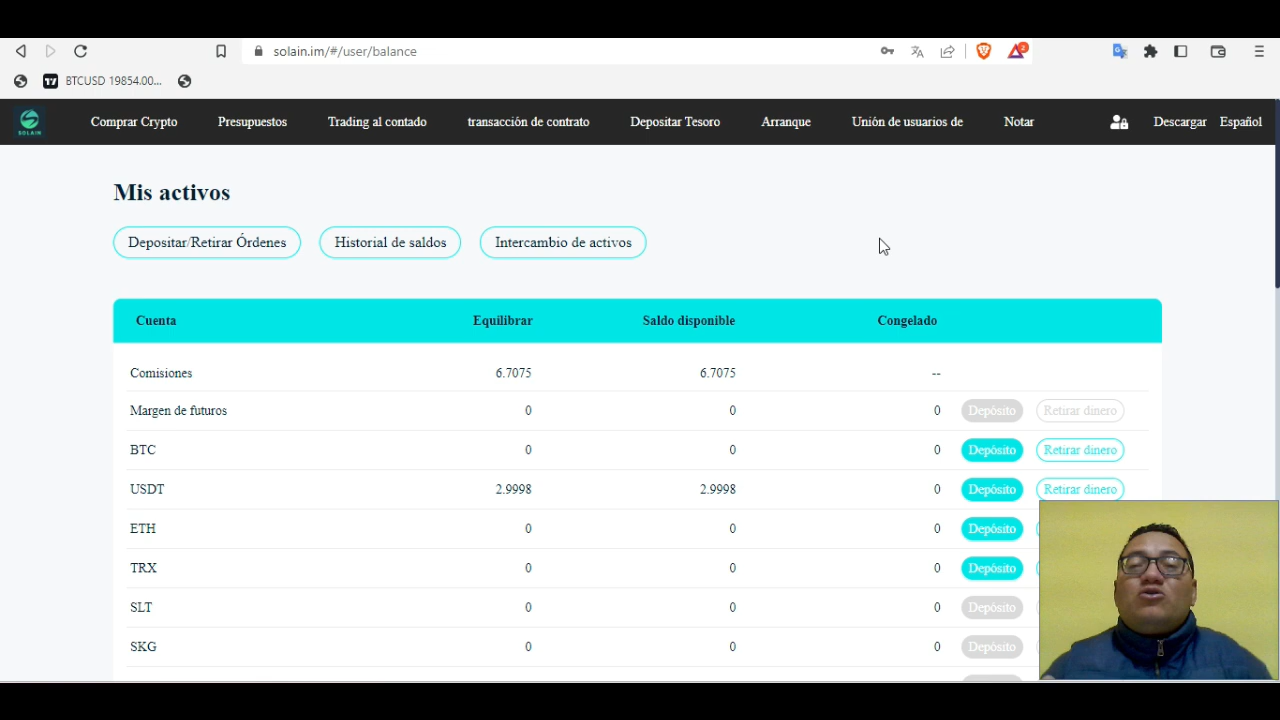 solain.im/#/user/balance
2
17 BTCUSD 19854.00...
SOLAIN
Comprar Crypto Presupuestos Trading al contado transacción de contrato Depositar Tesoro Arranque Unión de usuarios de Notar Descargar Español
Mis activos
Depositar/Retirar Órdenes Historial de saldos Intercambio de activos
Cuenta Equilibrar Saldo disponible Congelado
Comisiones 6.7075 6.7075 --
Margen de futuros 0 0 0 Depósito Retirar dinero
BTC 0 0 0 Depósito Retirar dinero
USDT 2.9998 2.9998 0 Depósito Retirar dinero
ETH 0 0 0 Depósito
TRX 0 0 0 Depósito
SLT 0 0 0 Depósito
SKG 0 0 0 Depósito